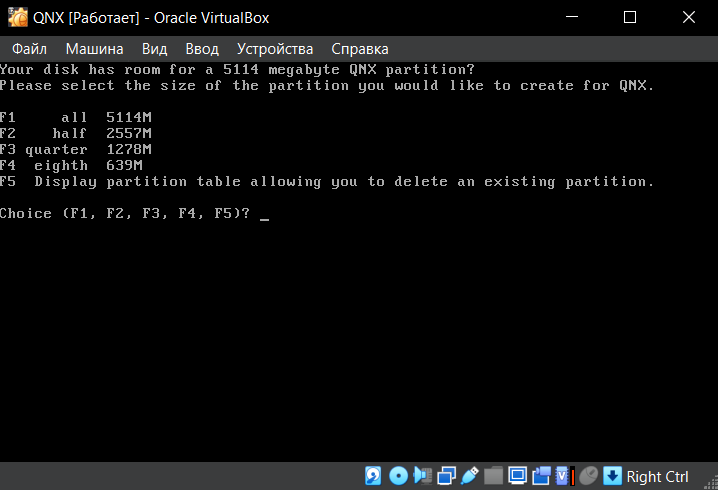 QNX [Работает] - Oracle VirtualBox
Файл Машина Вид Ввод Устройства Справка
Your disk has room for a 5114 megabyte QNX partition?
Please select the size of the partition you would like to create for QNX.
F1 all 5114M
F2 half 2557M
F3 quarter 1278M
F4 eighth 639M
F5 Display partition table allowing you to delete an existing partition.
Choice (F1, F2, F3, F4, F5)? _
Right Ctrl